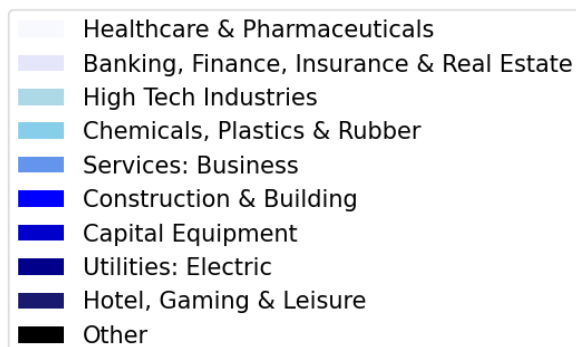 Healthcare & Pharmaceuticals
Banking, Finance, Insurance & Real Estate
High Tech Industries
Chemicals, Plastics & Rubber
Services: Business
Construction & Building
Capital Equipment
Utilities: Electric
Hotel, Gaming & Leisure
Other